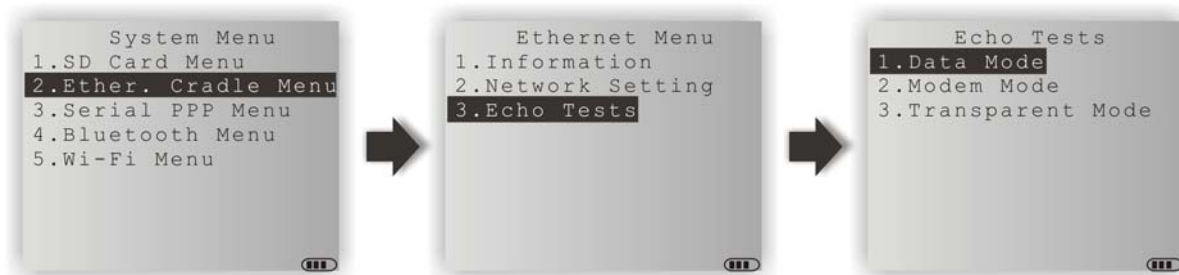 System Menu
1.SD Card Menu
2.Ether. Cradle Menu
3.Serial PPP Menu
4.Bluetooth Menu
5.Wi-Fi Menu
Ethernet Menu
1.Information
2.Network Setting
3.Echo Tests
Echo Tests
1.Data Mode
2.Modem Mode
3.Transparent Mode